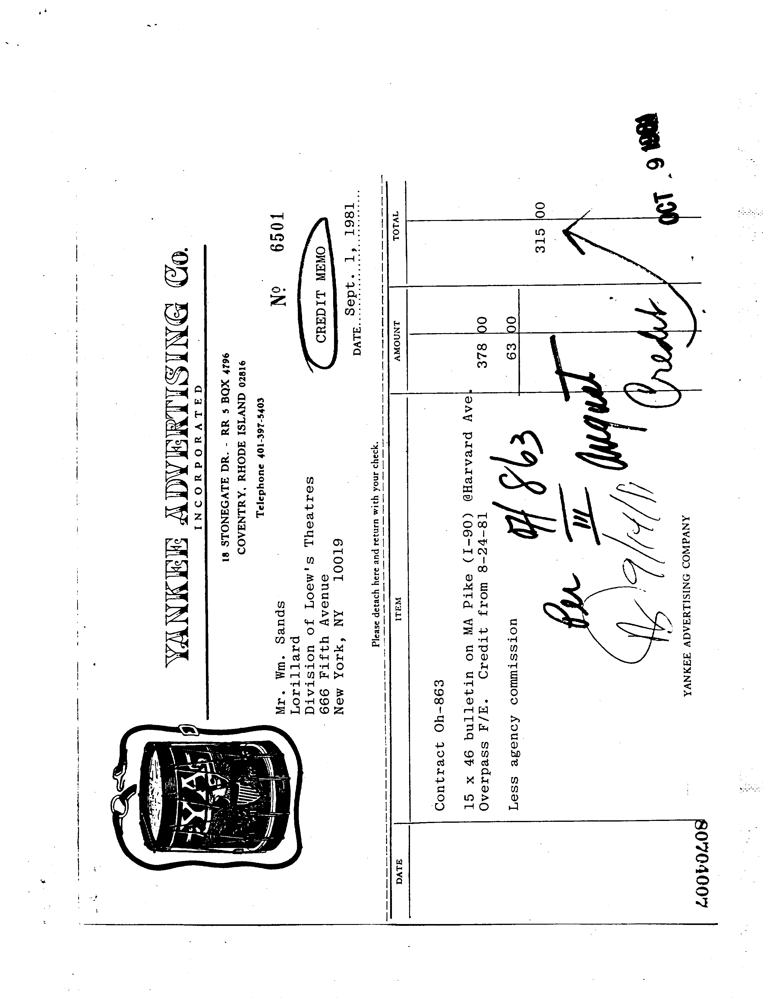 YANKEE ADVERTISING Co.
INCORPORATED
18 STONEGATE DR. - RR 5 BOX 4796
COVENTRY, RHODE ISLAND 02816
Telephone 401-397-5403
Nº 6501
Mr. Wm. Sands
Lorillard
Division of Loew's Theatres
666 Fifth Avenue
New York, NY 10019
CREDIT MEMO
DATE Sept. 1, 1981
Please detach here and return with your check.
DATE ITEM AMOUNT TOTAL
Contract Oh-863
15 x 46 bulletin on MA Pike (I-90) @Harvard Ave.
Overpass F/E. Credit from 8-24-81 378 00
Less agency commission 63 00
315 00
Per OH 863
III August
Credit
9/14/81
YANKEE ADVERTISING COMPANY
OCT - 9 1981
80704007